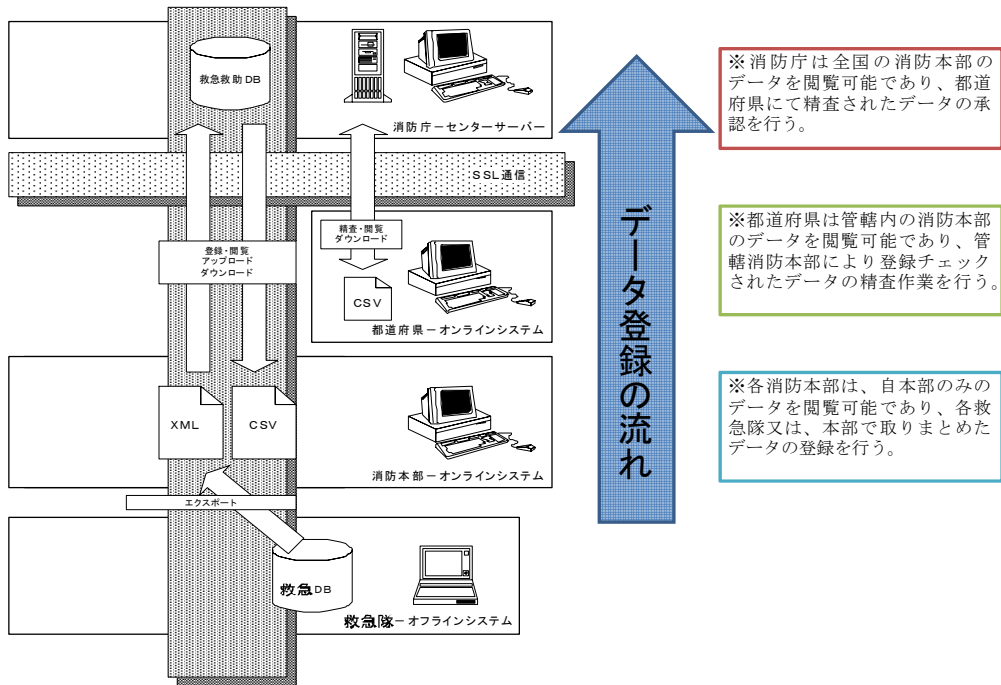 救急救助DB
消防庁－センターサーバー
SSL通信
登録・閲覧
アップロード
ダウンロード
精査・閲覧
ダウンロード
CSV
都道府県－オンラインシステム
XML
CSV
消防本部－オンラインシステム
エクスポート
救急DB
救急隊－オフラインシステム
データ登録の流れ
※消防庁は全国の消防本部の
データを閲覧可能であり、都道
府県にて精査されたデータの承
認を行う。
※都道府県は管轄内の消防本部
のデータを閲覧可能であり、管
轄消防本部により登録チェック
されたデータの精査作業を行う。
※各消防本部は、自本部のみの
データを閲覧可能であり、各救
急隊又は、本部で取りまとめた
データの登録を行う。